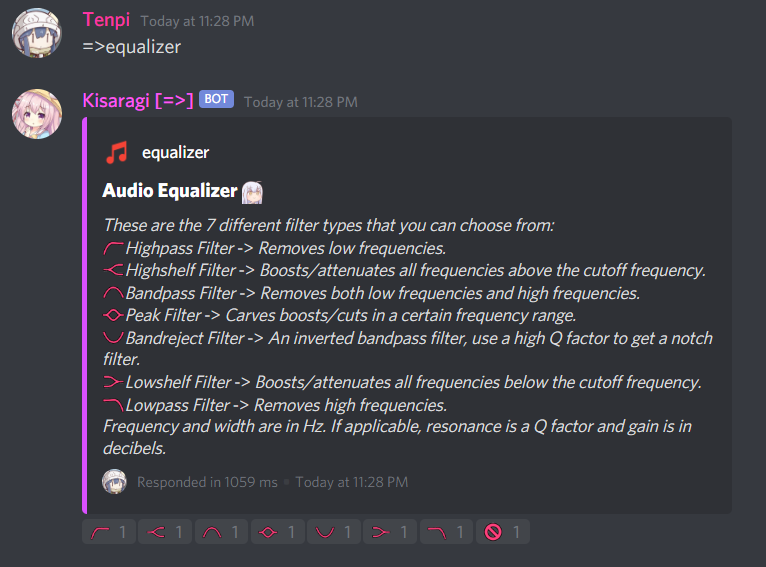 Tenpi Today at 11:28 PM
=>equalizer
Kisaragi [=>] BOT Today at 11:28 PM
equalizer
Audio Equalizer
These are the 7 different filter types that you can choose from:
Highpass Filter -> Removes low frequencies.
Highshelf Filter -> Boosts/attenuates all frequencies above the cutoff frequency.
Bandpass Filter -> Removes both low frequencies and high frequencies.
Peak Filter -> Carves boosts/cuts in a certain frequency range.
Bandreject Filter -> An inverted bandpass filter, use a high Q factor to get a notch
filter.
Lowshelf Filter -> Boosts/attenuates all frequencies below the cutoff frequency.
Lowpass Filter -> Removes high frequencies.
Frequency and width are in Hz. If applicable, resonance is a Q factor and gain is in
decibels.
Responded in 1059 ms • Today at 11:28 PM
1 1 1 1 1 1 1 1